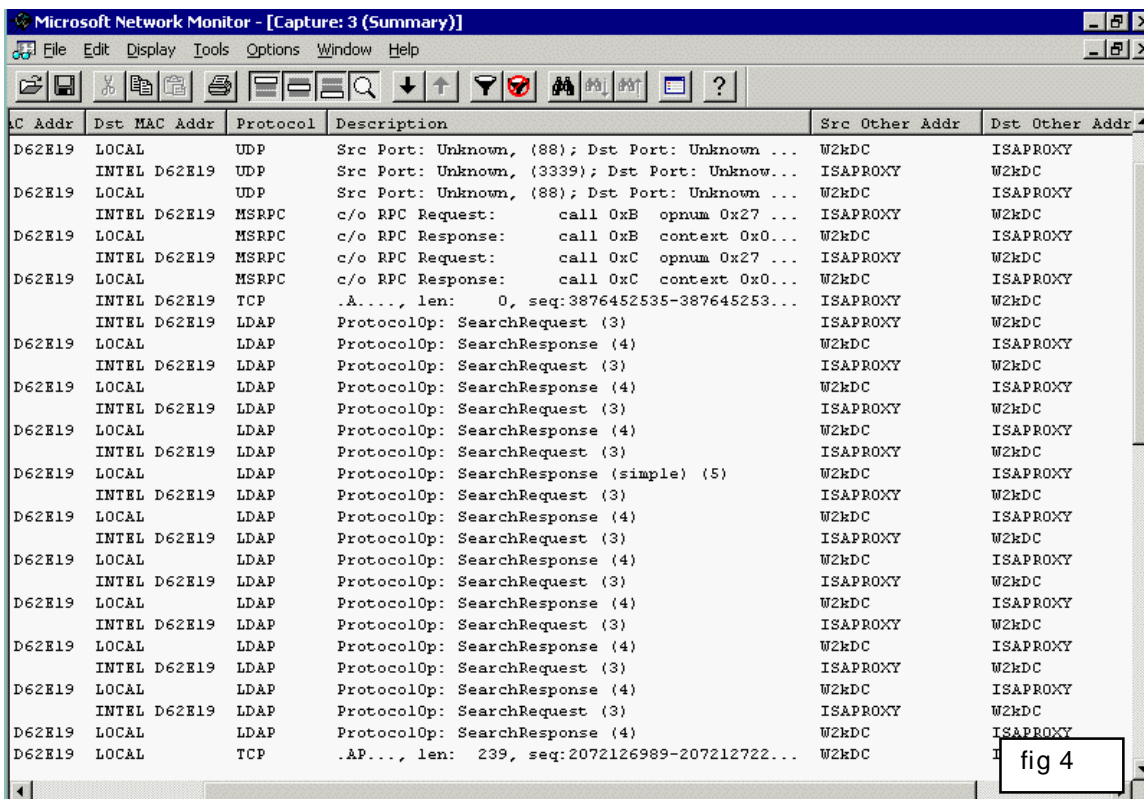 Microsoft Network Monitor - [Capture: 3 (Summary)]
File Edit Display Tools Options Window Help
AC Addr Dst MAC Addr Protocol Description Src Other Addr Dst Other Addr
D62E19 LOCAL UDP Src Port: Unknown, (88); Dst Port: Unknown ... W2kDC ISAPROXY
INTEL D62E19 UDP Src Port: Unknown, (3339); Dst Port: Unknow... ISAPROXY W2kDC
D62E19 LOCAL UDP Src Port: Unknown, (88); Dst Port: Unknown ... W2kDC ISAPROXY
INTEL D62E19 MSRPC c/o RPC Request: call 0xB opnum 0x27 ... ISAPROXY W2kDC
D62E19 LOCAL MSRPC c/o RPC Response: call 0xB context 0x0... W2kDC ISAPROXY
INTEL D62E19 MSRPC c/o RPC Request: call 0xC opnum 0x27 ... ISAPROXY W2kDC
D62E19 LOCAL MSRPC c/o RPC Response: call 0xC context 0x0... W2kDC ISAPROXY
INTEL D62E19 TCP .A...., len: 0, seq:3876452535-387645253... ISAPROXY W2kDC
INTEL D62E19 LDAP ProtocolOp: SearchRequest (3) ISAPROXY W2kDC
D62E19 LOCAL LDAP ProtocolOp: SearchResponse (4) W2kDC ISAPROXY
INTEL D62E19 LDAP ProtocolOp: SearchRequest (3) ISAPROXY W2kDC
D62E19 LOCAL LDAP ProtocolOp: SearchResponse (4) W2kDC ISAPROXY
INTEL D62E19 LDAP ProtocolOp: SearchRequest (3) ISAPROXY W2kDC
D62E19 LOCAL LDAP ProtocolOp: SearchResponse (4) W2kDC ISAPROXY
INTEL D62E19 LDAP ProtocolOp: SearchRequest (3) ISAPROXY W2kDC
D62E19 LOCAL LDAP ProtocolOp: SearchResponse (simple) (5) W2kDC ISAPROXY
INTEL D62E19 LDAP ProtocolOp: SearchRequest (3) ISAPROXY W2kDC
D62E19 LOCAL LDAP ProtocolOp: SearchResponse (4) W2kDC ISAPROXY
INTEL D62E19 LDAP ProtocolOp: SearchRequest (3) ISAPROXY W2kDC
D62E19 LOCAL LDAP ProtocolOp: SearchResponse (4) W2kDC ISAPROXY
INTEL D62E19 LDAP ProtocolOp: SearchRequest (3) ISAPROXY W2kDC
D62E19 LOCAL LDAP ProtocolOp: SearchResponse (4) W2kDC ISAPROXY
INTEL D62E19 LDAP ProtocolOp: SearchRequest (3) ISAPROXY W2kDC
D62E19 LOCAL LDAP ProtocolOp: SearchResponse (4) W2kDC ISAPROXY
INTEL D62E19 LDAP ProtocolOp: SearchRequest (3) ISAPROXY W2kDC
D62E19 LOCAL LDAP ProtocolOp: SearchResponse (4) W2kDC ISAPROXY
INTEL D62E19 LDAP ProtocolOp: SearchRequest (3) ISAPROXY W2kDC
D62E19 LOCAL LDAP ProtocolOp: SearchResponse (4) W2kDC ISAPROXY
D62E19 LOCAL TCP .AP..., len: 239, seq:2072126989-207212722... W2kDC
fig 4